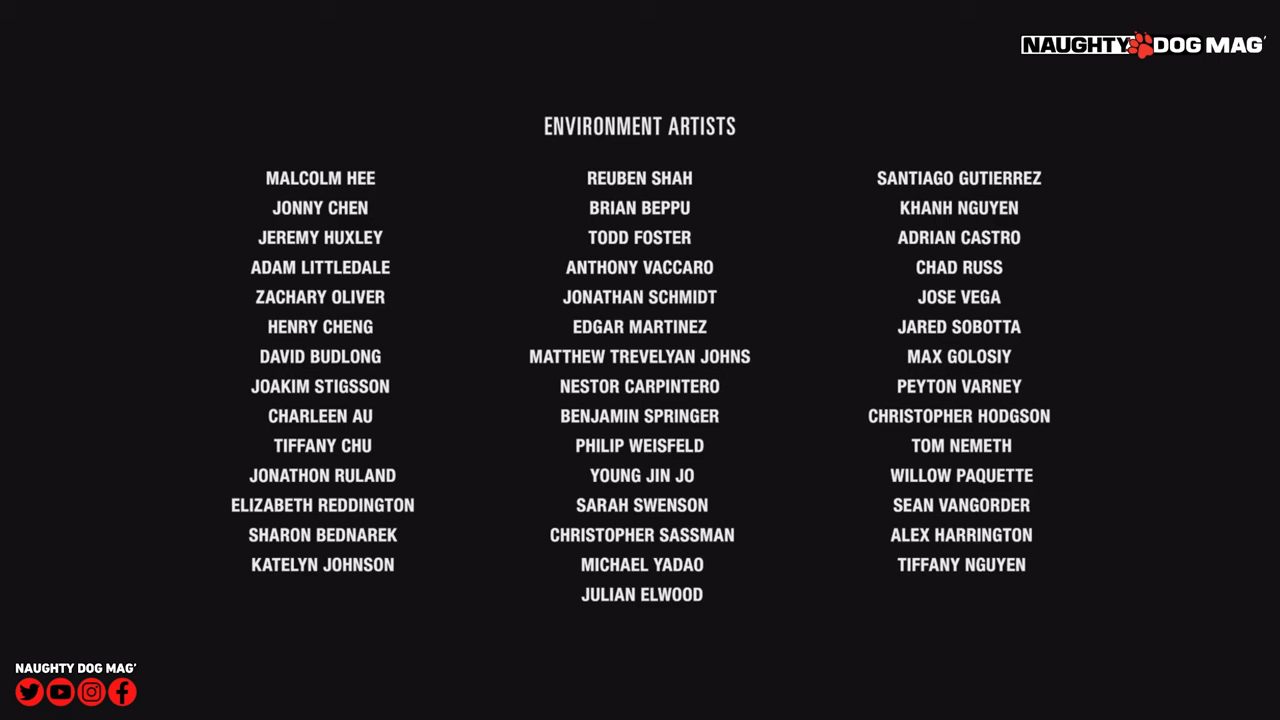 NAUGHTY DOG MAG'
ENVIRONMENT ARTISTS
MALCOLM HEE
JONNY CHEN
JEREMY HUXLEY
ADAM LITTLEDALE
ZACHARY OLIVER
HENRY CHENG
DAVID BUDLONG
JOAKIM STIGSSON
CHARLEEN AU
TIFFANY CHU
JONATHON RULAND
ELIZABETH REDDINGTON
SHARON BEDNAREK
KATELYN JOHNSON
REUBEN SHAH
BRIAN BEPPU
TODD FOSTER
ANTHONY VACCARO
JONATHAN SCHMIDT
EDGAR MARTINEZ
MATTHEW TREVELYAN JOHNS
NESTOR CARPINTERO
BENJAMIN SPRINGER
PHILIP WEISFELD
YOUNG JIN JO
SARAH SWENSON
CHRISTOPHER SASSMAN
MICHAEL YADAO
JULIAN ELWOOD
SANTIAGO GUTIERREZ
KHANH NGUYEN
ADRIAN CASTRO
CHAD RUSS
JOSE VEGA
JARED SOBOTTA
MAX GOLOSIY
PEYTON VARNEY
CHRISTOPHER HODGSON
TOM NEMETH
WILLOW PAQUETTE
SEAN VANGORDER
ALEX HARRINGTON
TIFFANY NGUYEN
NAUGHTY DOG MAG'